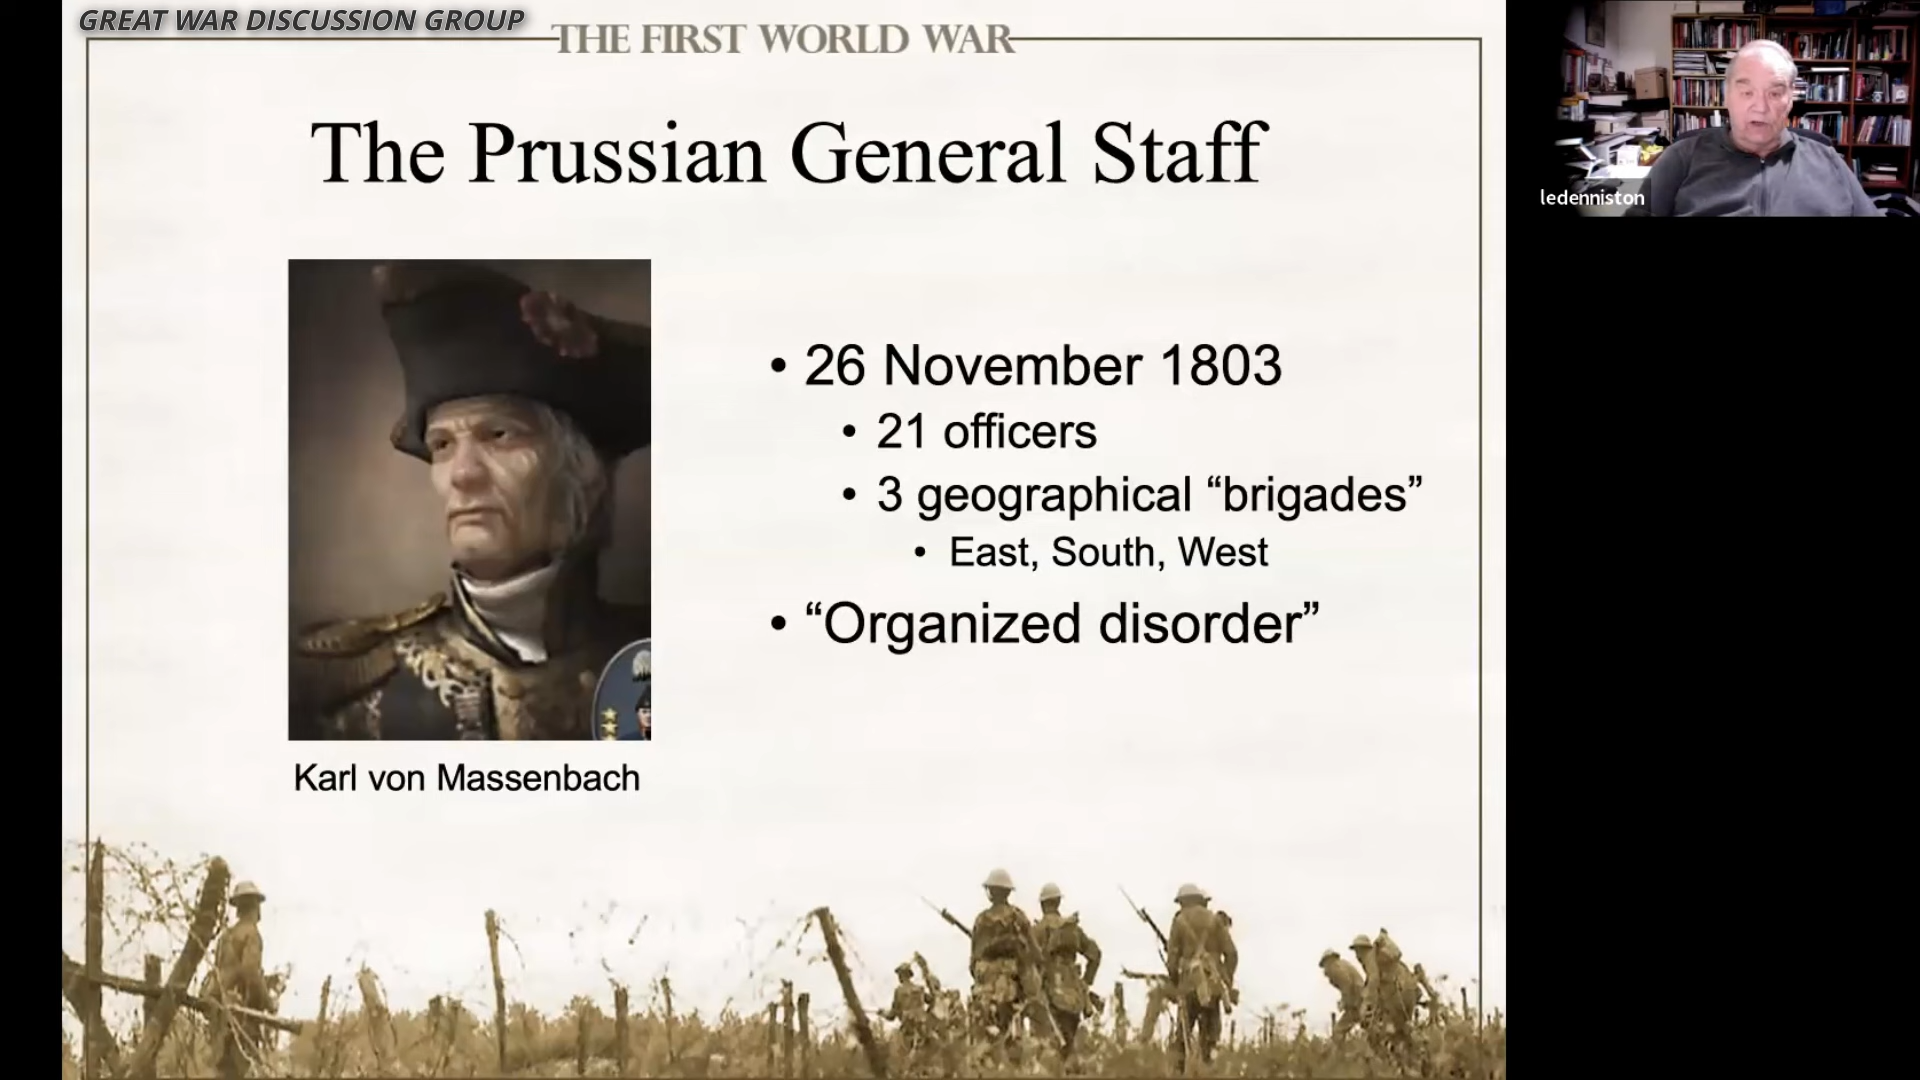 GREAT WAR DISCUSSION GROUP
THE FIRST WORLD WAR
The Prussian General Staff
• 26 November 1803
• 21 officers
• 3 geographical “brigades”
• East, South, West
• “Organized disorder”
Karl von Massenbach
ledenniston